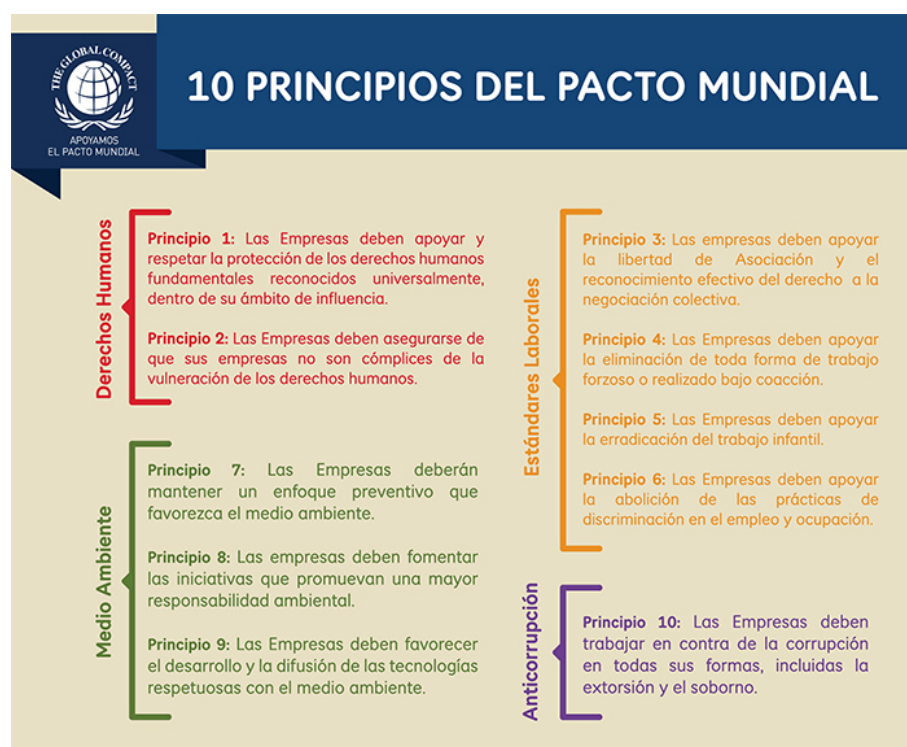 THE GLOBAL COMPACT
APOYAMOS
EL PACTO MUNDIAL
10 PRINCIPIOS DEL PACTO MUNDIAL
Derechos Humanos
Principio 1: Las Empresas deben apoyar y
respetar la protección de los derechos humanos
fundamentales reconocidos universalmente,
dentro de su ámbito de influencia.
Principio 2: Las Empresas deben asegurarse de
que sus empresas no son cómplices de la
vulneración de los derechos humanos.
Estándares Laborales
Principio 3: Las empresas deben apoyar
la libertad de Asociación y el
reconocimiento efectivo del derecho a la
negociación colectiva.
Principio 4: Las Empresas deben apoyar
la eliminación de toda forma de trabajo
forzoso o realizado bajo coacción.
Principio 5: Las Empresas deben apoyar
la erradicación del trabajo infantil.
Principio 6: Las Empresas deben apoyar
la abolición de las prácticas de
discriminación en el empleo y ocupación.
Medio Ambiente
Principio 7: Las Empresas deberán
mantener un enfoque preventivo que
favorezca el medio ambiente.
Principio 8: Las empresas deben fomentar
las iniciativas que promuevan una mayor
responsabilidad ambiental.
Principio 9: Las Empresas deben favorecer
el desarrollo y la difusión de las tecnologías
respetuosas con el medio ambiente.
Anticorrupción
Principio 10: Las Empresas deben
trabajar en contra de la corrupción
en todas sus formas, incluidas la
extorsión y el soborno.